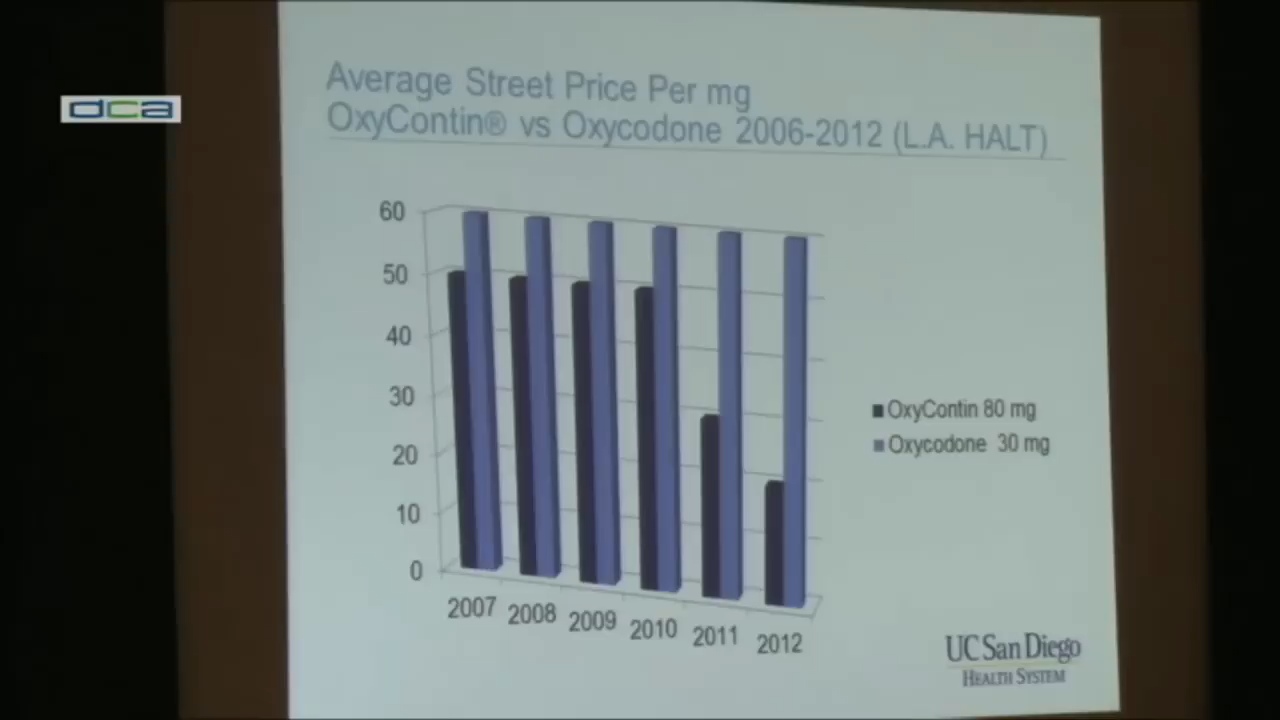 dca
Average Street Price Per mg
OxyContin® vs Oxycodone 2006-2012 (L.A. HALT)
60
50
40
30
20
10
0
2007 2008 2009 2010 2011 2012
OxyContin 80 mg
Oxycodone 30 mg
UC San Diego
HEALTH SYSTEM